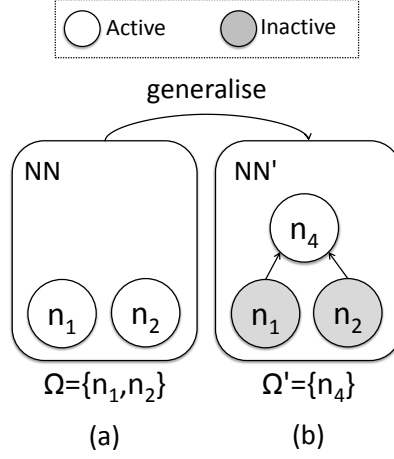 Active Inactive
generalise
NN NN'
n₄
n₁ n₂ n₁ n₂
Ω={n₁,n₂} Ω'={n₄}
(a) (b)